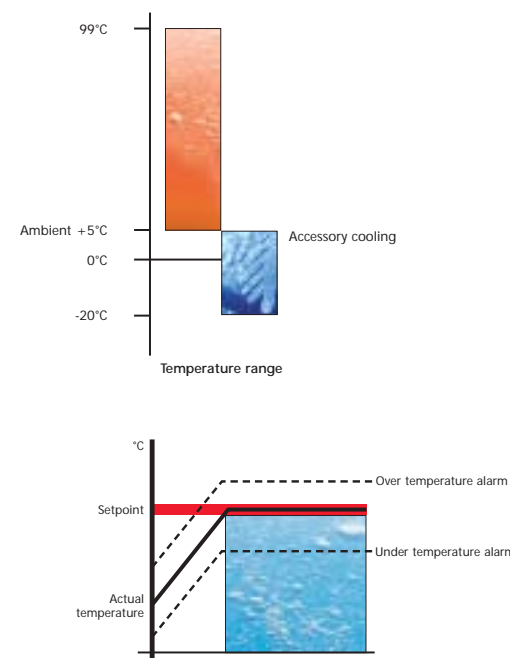 99°C
Ambient +5°C
Accessory cooling
0°C
-20°C
Temperature range
°C
Over temperature alarm
Setpoint
Under temperature alarm
Actual
temperature